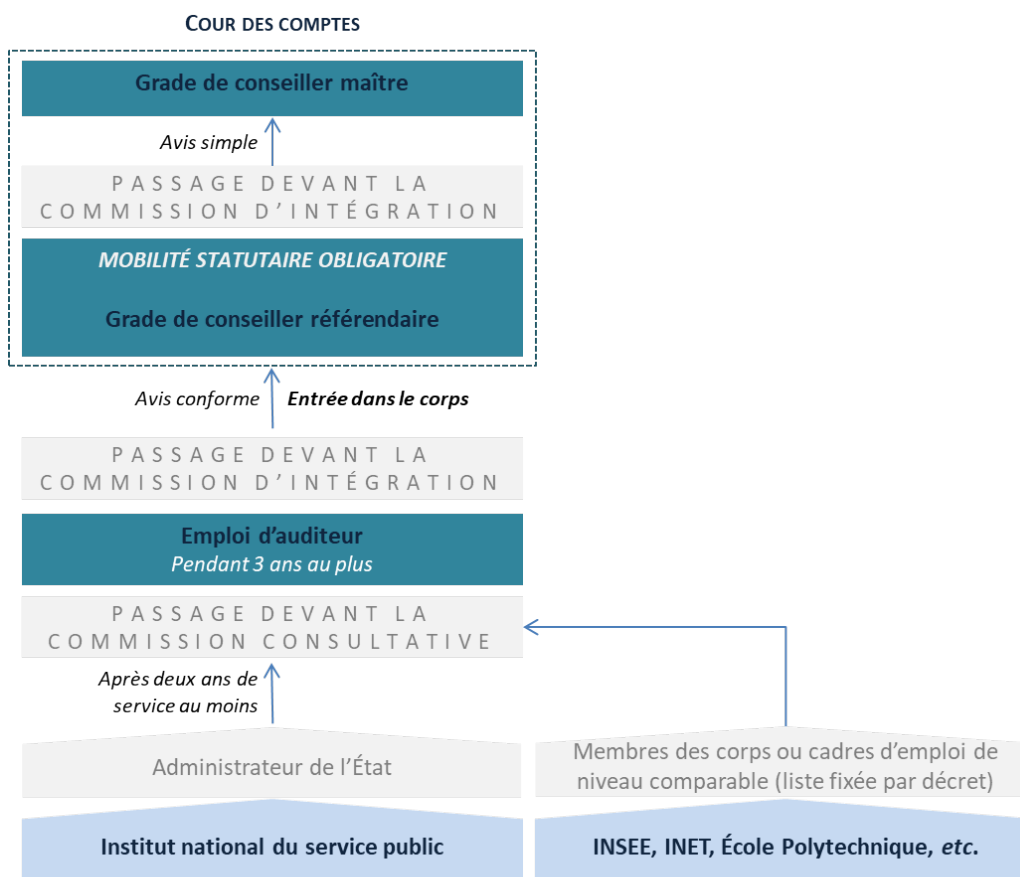 COUR DES COMPTES
Grade de conseiller maître
Avis simple
PASSAGE DEVANT LA
COMMISSION D'INTÉGRATION
MOBILITÉ STATUTAIRE OBLIGATOIRE
Grade de conseiller référendaire
Avis conforme
Entrée dans le corps
PASSAGE DEVANT LA
COMMISSION D'INTÉGRATION
Emploi d'auditeur
Pendant 3 ans au plus
PASSAGE DEVANT LA
COMMISSION CONSULTATIVE
Après deux ans de
service au moins
Administrateur de l'État
Membres des corps ou cadres d'emploi de
niveau comparable (liste fixée par décret)
Institut national du service public
INSEE, INET, École Polytechnique, etc.